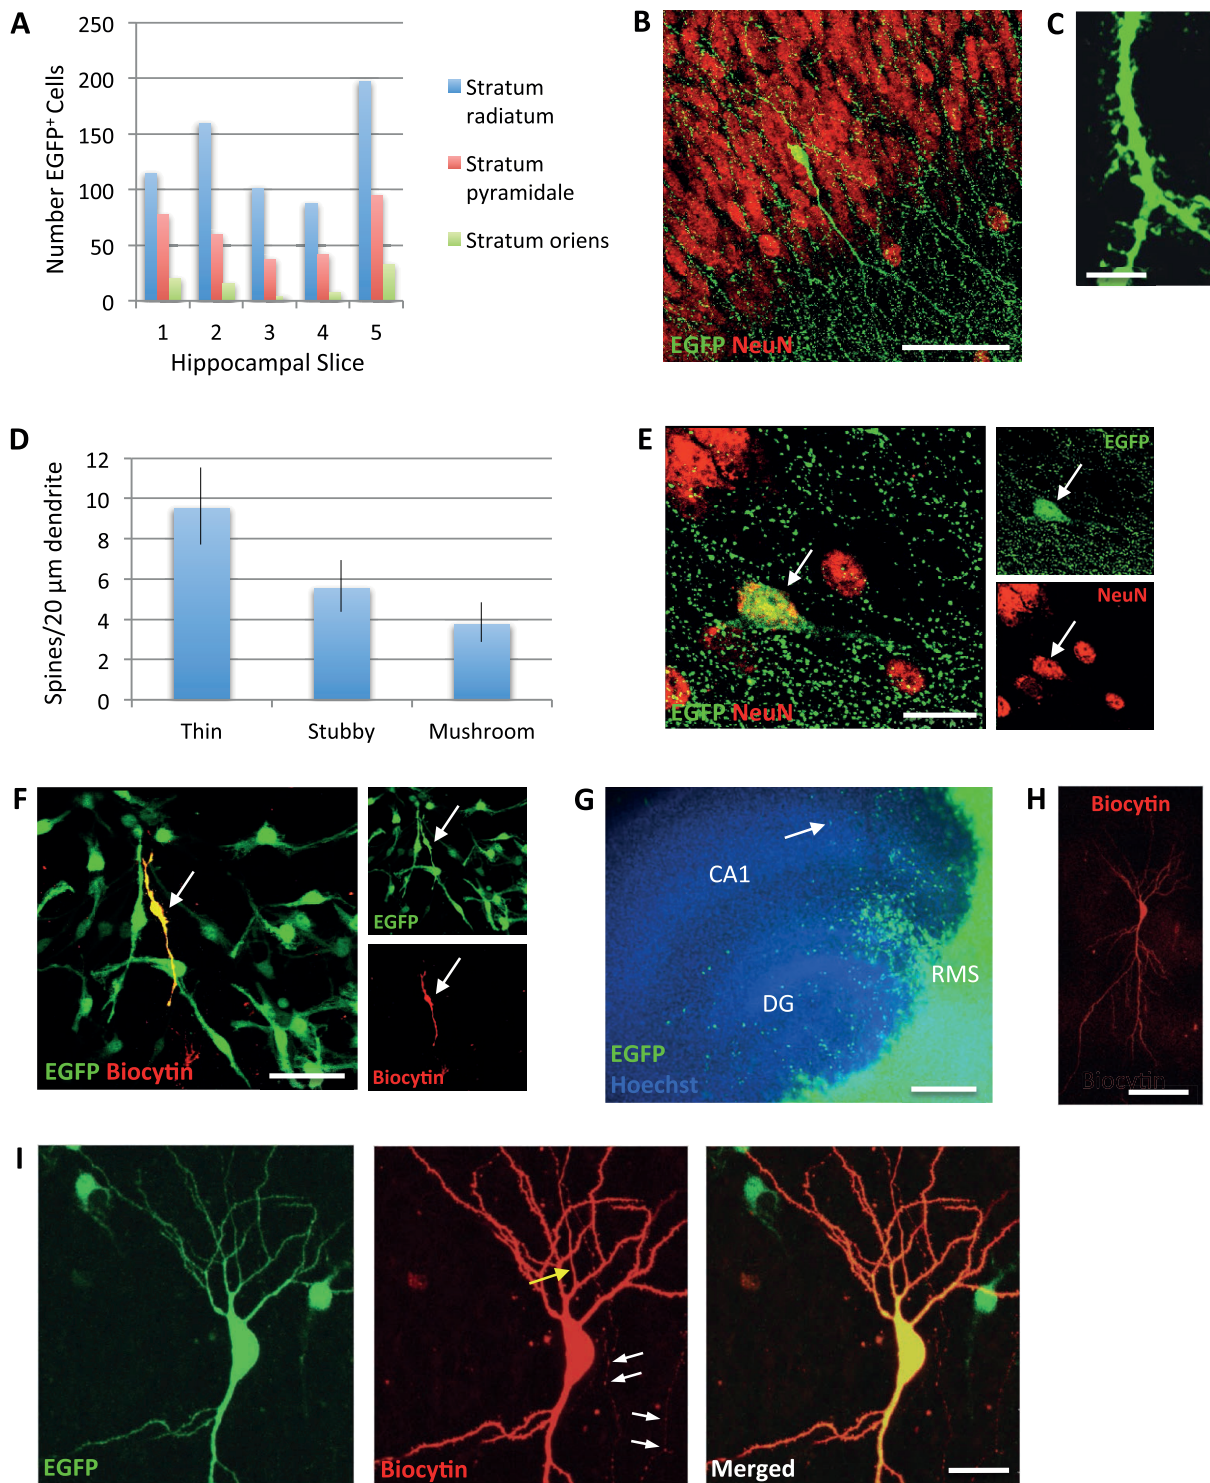 A
250
200
150
100
50
0
Number EGFP⁺ Cells
1 2 3 4 5
Hippocampal Slice
Stratum radiatum
Stratum pyramidale
Stratum oriens
B
EGFP NeuN
C
D
12
10
8
6
4
2
0
Spines/20 µm dendrite
Thin Stubby Mushroom
E
EGFP NeuN
EGFP
NeuN
F
EGFP Biocytin
EGFP
Biocytin
G
CA1
DG
RMS
EGFP
Hoechst
H
Biocytin
Biocytin
I
EGFP
Biocytin
Merged